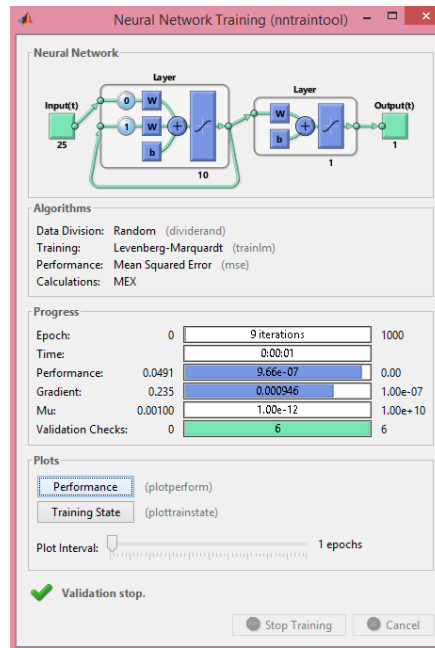 Neural Network Training (nntraintool)
Neural Network
Layer
Layer
Input(t)
Output(t)
0
W
1
W
b
W
b
25
10
1
1
Algorithms
Data Division: Random (dividerand)
Training: Levenberg-Marquardt (trainlm)
Performance: Mean Squared Error (mse)
Calculations: MEX
Progress
Epoch: 0 9 iterations 1000
Time: 0:00:01
Performance: 0.0491 9.66e-07 0.00
Gradient: 0.235 0.000946 1.00e-07
Mu: 0.00100 1.00e-12 1.00e+10
Validation Checks: 0 6 6
Plots
Performance (plotperform)
Training State (plottrainstate)
Plot Interval: 1 epochs
Validation stop.
Stop Training Cancel